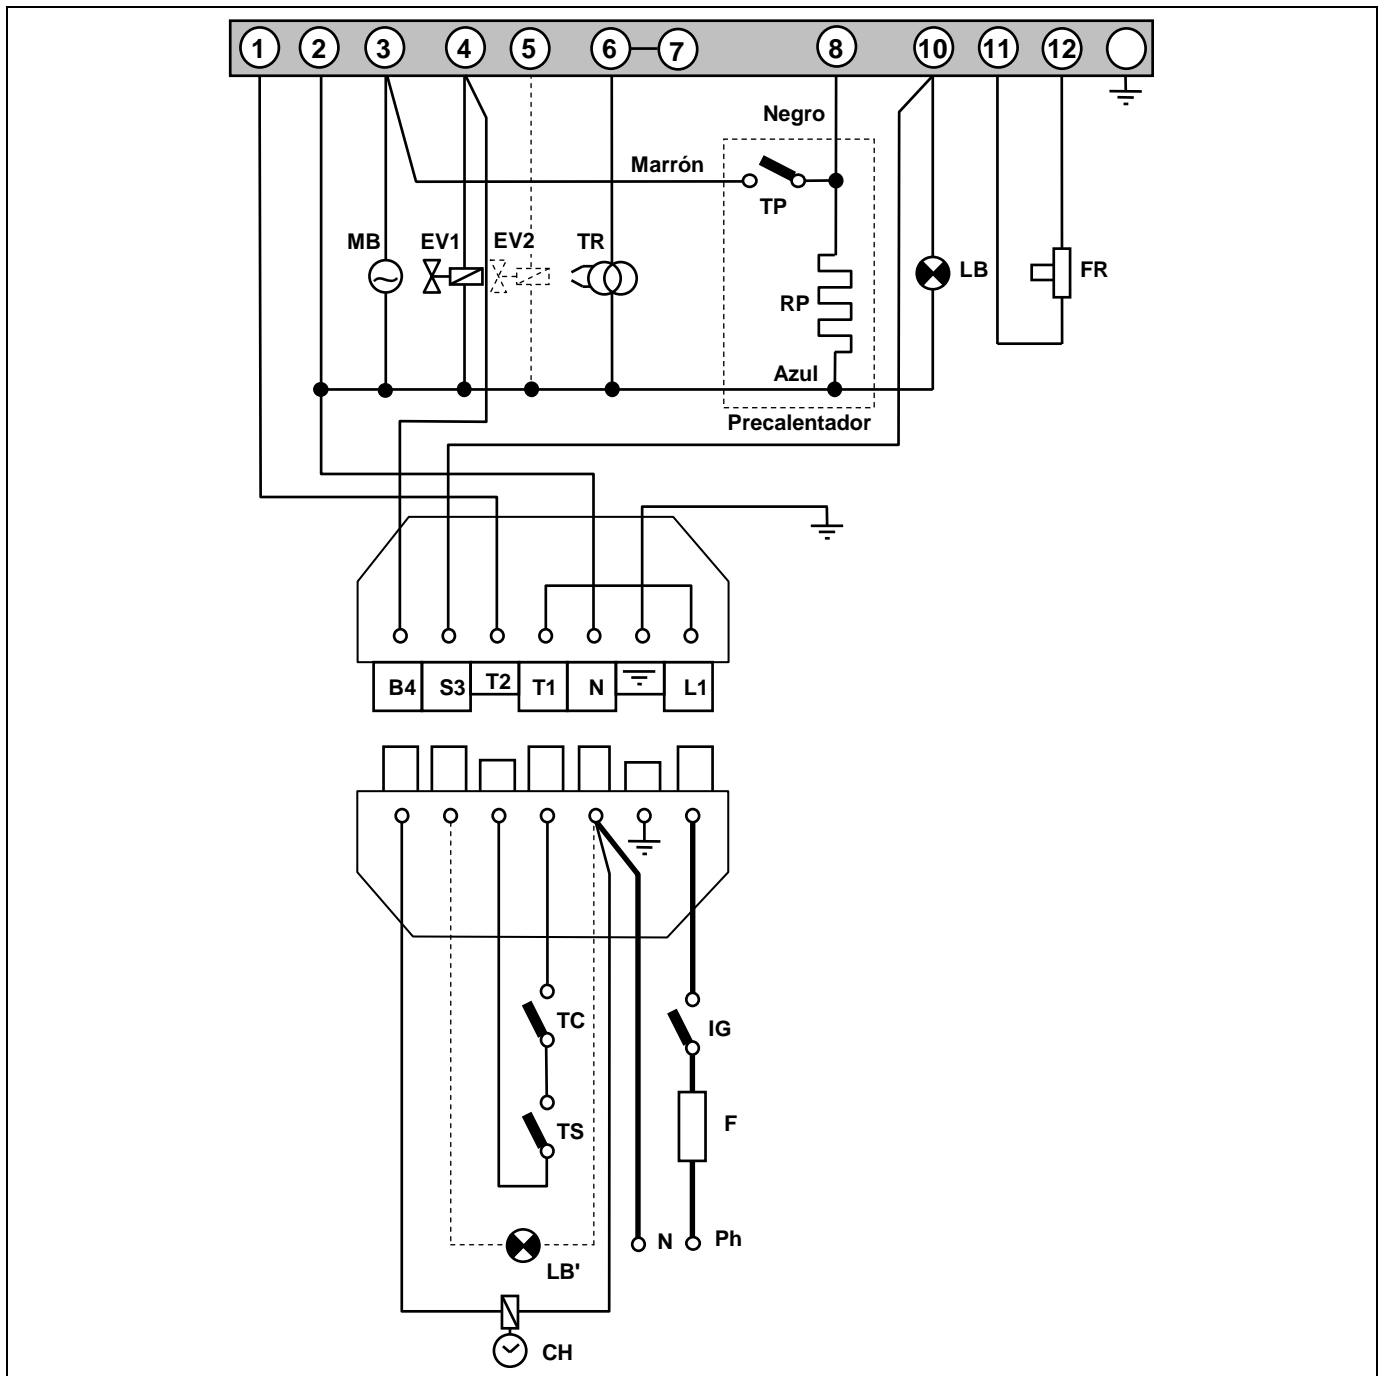 1 2 3 4 5 6 7 8 10 11 12
Negro
Marrón
TP
MB EV1 EV2 TR LB FR
RP
Azul
Precalentador
B4 S3 T2 T1 N L1
TC IG
F
TS
N Ph
LB'
CH